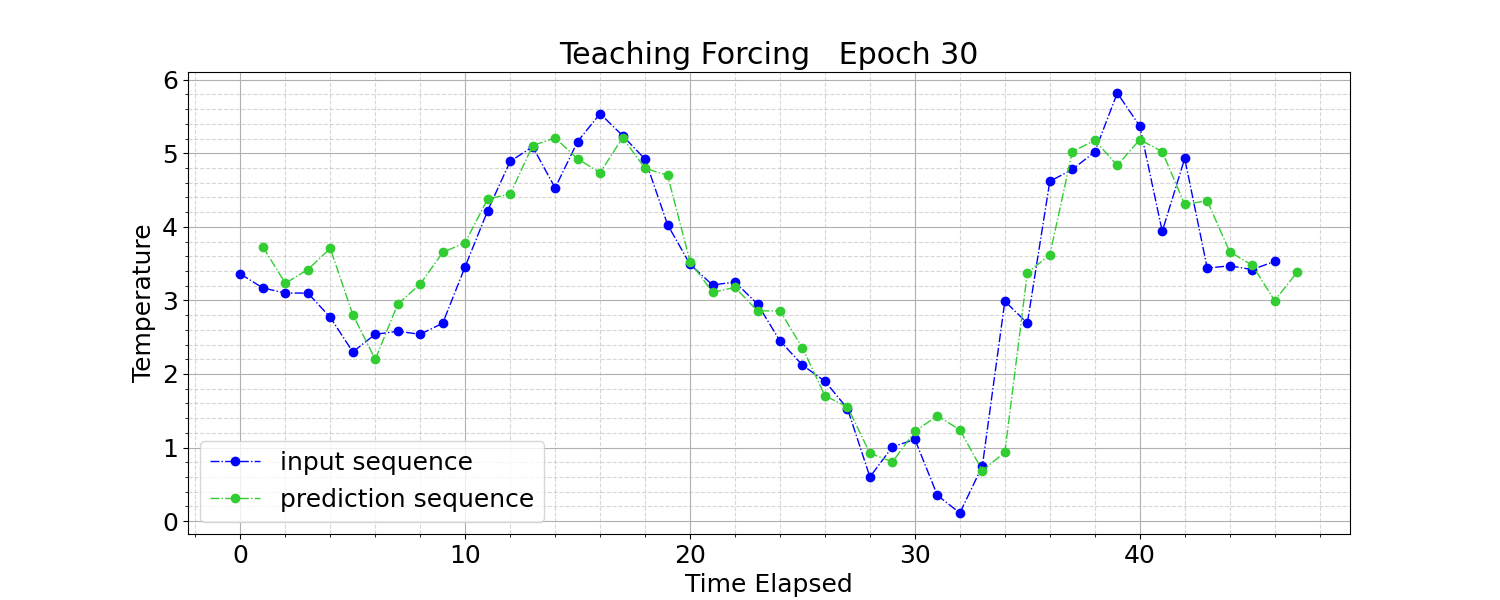 Teaching Forcing   Epoch 30
6
5
4
3
2
1
0
Temperature
input sequence
prediction sequence
0 10 20 30 40
Time Elapsed